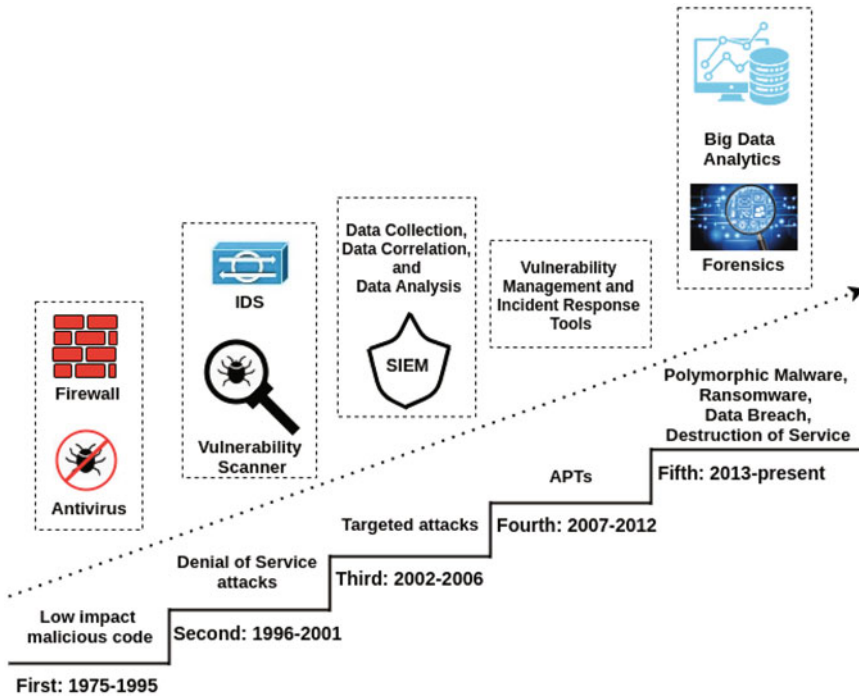 Big Data
Analytics
Forensics
Data Collection,
Data Correlation,
and
Data Analysis
SIEM
Vulnerability
Management and
Incident Response
Tools
IDS
Vulnerability
Scanner
Firewall
Antivirus
Polymorphic Malware,
Ransomware,
Data Breach,
Destruction of Service
Fifth: 2013-present
APTs
Fourth: 2007-2012
Targeted attacks
Third: 2002-2006
Denial of Service
attacks
Second: 1996-2001
Low impact
malicious code
First: 1975-1995